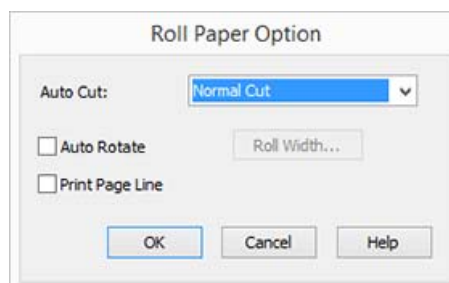 Roll Paper Option
Auto Cut: Normal Cut
Auto Rotate Roll Width...
Print Page Line
OK Cancel Help